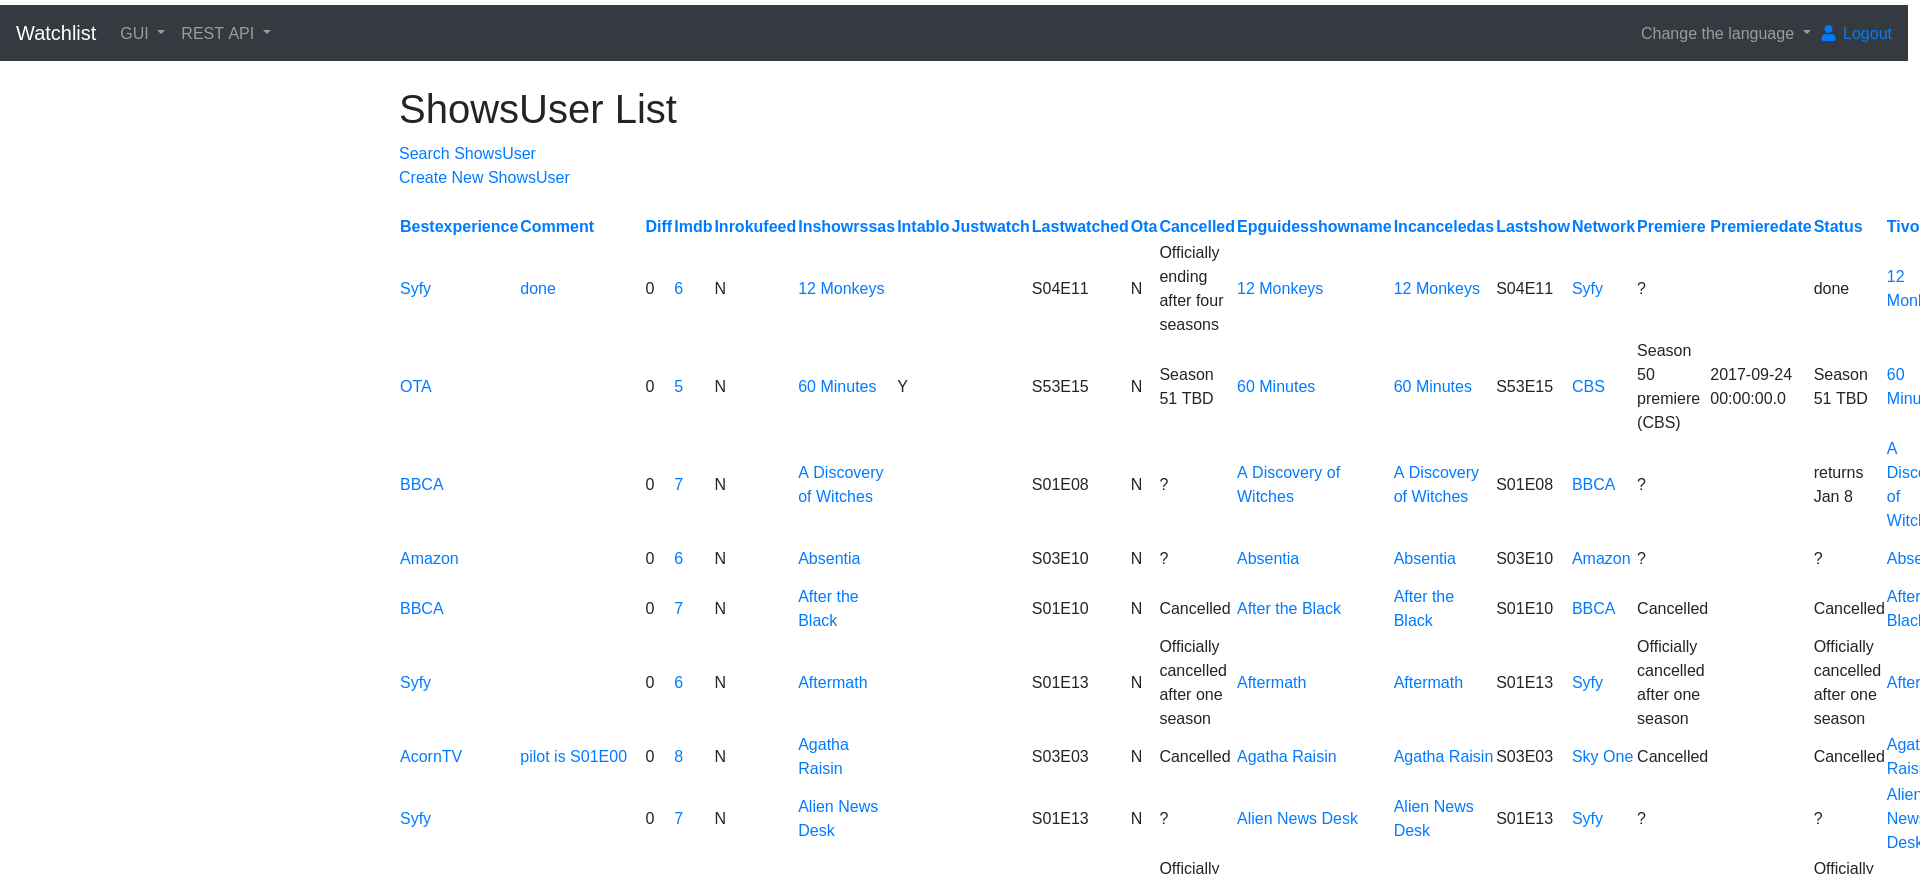 Watchlist GUI REST API Change the language Logout
ShowsUser List
Search ShowsUser
Create New ShowsUser
Bestexperience Comment Diff Imdb Inrokufeed Inshowrssas Intablo Justwatch Lastwatched Ota Cancelled Epguidesshowname Incanceledas Lastshow Network Premiere Premieredate Status Tivo
Syfy done 0 6 N 12 Monkeys S04E11 N Officially ending after four seasons 12 Monkeys 12 Monkeys S04E11 Syfy ? done 12 Monk
OTA 0 5 N 60 Minutes Y S53E15 N Season 51 TBD 60 Minutes 60 Minutes S53E15 CBS Season 50 premiere (CBS) 2017-09-24 00:00:00.0 Season 51 TBD 60 Minu
BBCA 0 7 N A Discovery of Witches S01E08 N ? A Discovery of Witches A Discovery of Witches S01E08 BBCA ? returns Jan 8 A Disco of Witch
Amazon 0 6 N Absentia S03E10 N ? Absentia Absentia S03E10 Amazon ? ? Abse
BBCA 0 7 N After the Black S01E10 N Cancelled After the Black After the Black S01E10 BBCA Cancelled Cancelled After Black
Syfy 0 6 N Aftermath S01E13 N Officially cancelled after one season Aftermath Aftermath S01E13 Syfy Officially cancelled after one season Officially cancelled after one season After
AcornTV pilot is S01E00 0 8 N Agatha Raisin S03E03 N Cancelled Agatha Raisin Agatha Raisin S03E03 Sky One Cancelled Cancelled Agat Raisi
Syfy 0 7 N Alien News Desk S01E13 N ? Alien News Desk Alien News Desk S01E13 Syfy ? ? Alien News Desk
Officially Officially